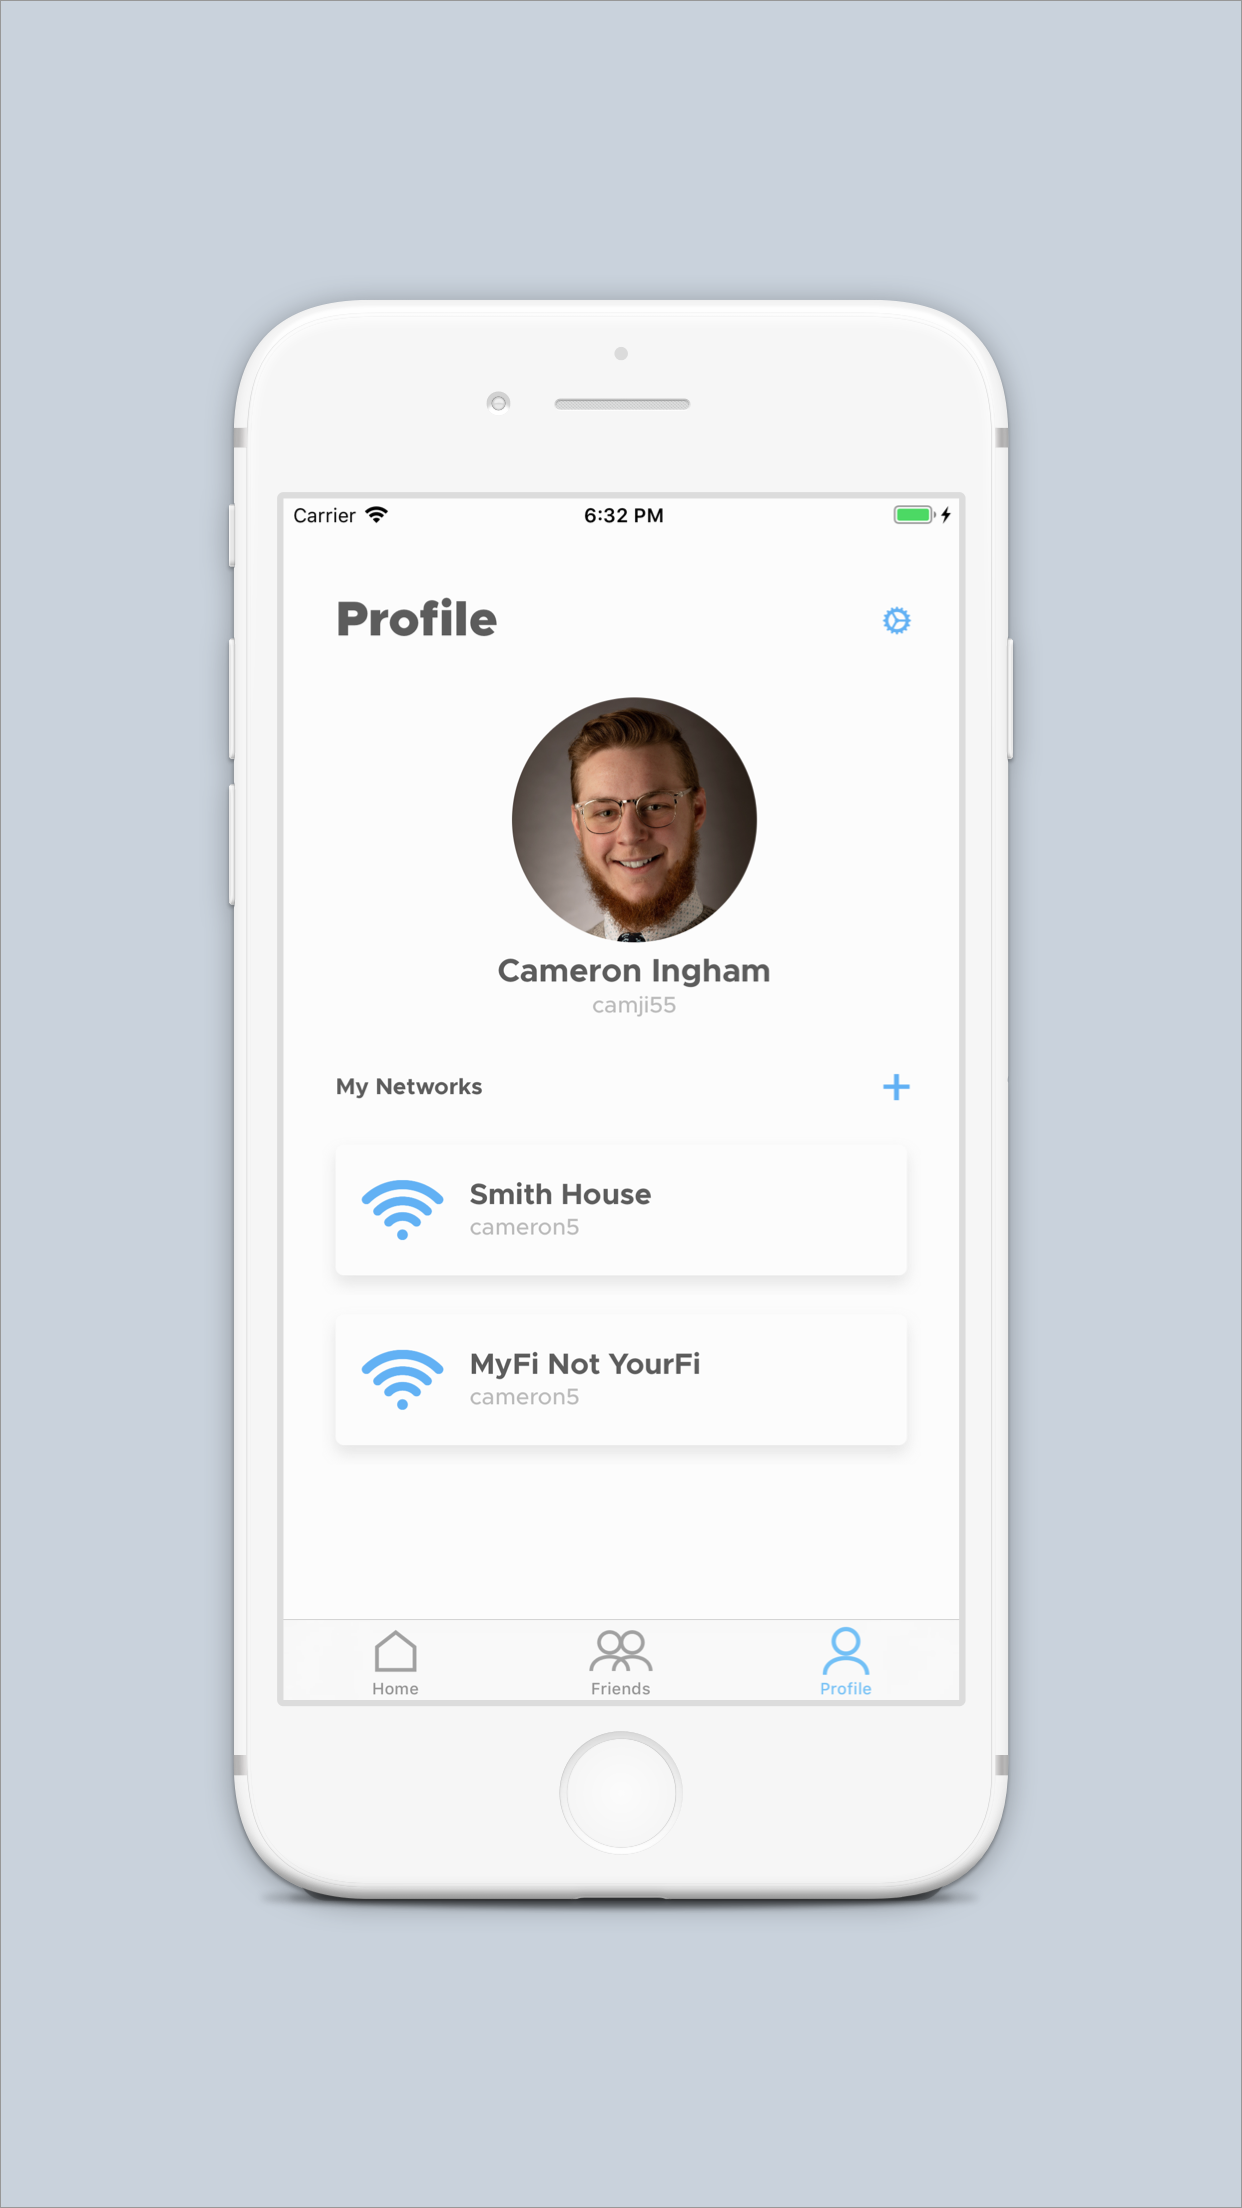 Carrier
6:32 PM
Profile
Cameron Ingham
camji55
My Networks
Smith House
cameron5
MyFi Not YourFi
cameron5
Home
Friends
Profile